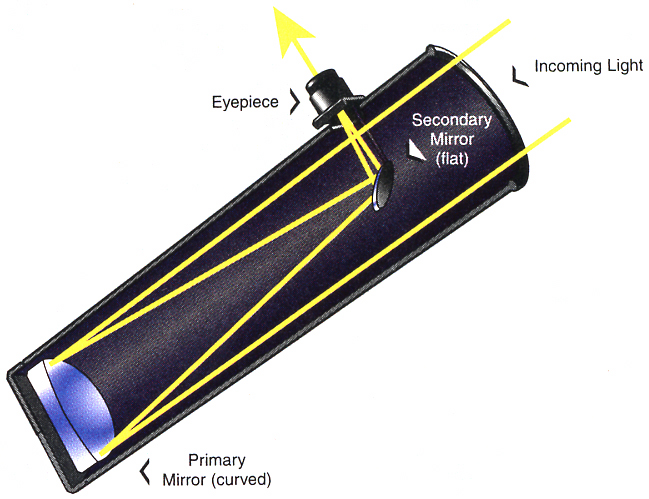 Incoming Light
Eyepiece
Secondary
Mirror
(flat)
Primary
Mirror (curved)